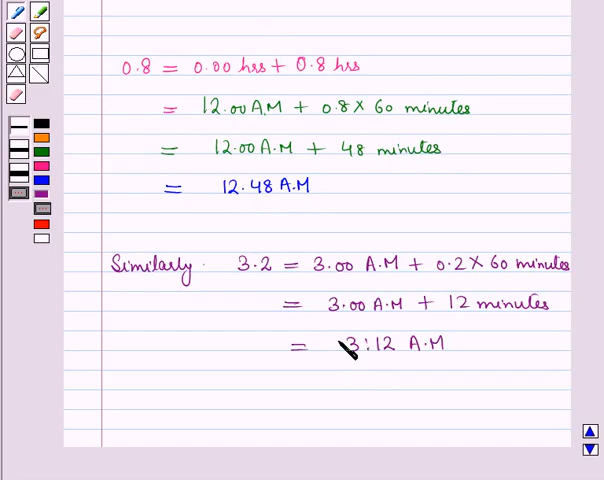 0.8 = 0.00 hrs + 0.8 hrs
= 12.00 A.M + 0.8 × 60 minutes
= 12.00 A.M + 48 minutes
= 12.48 A.M
Similarly. 3.2 = 3.00 A.M + 0.2 × 60 minutes
= 3.00 A.M + 12 minutes
= 3:12 A.M